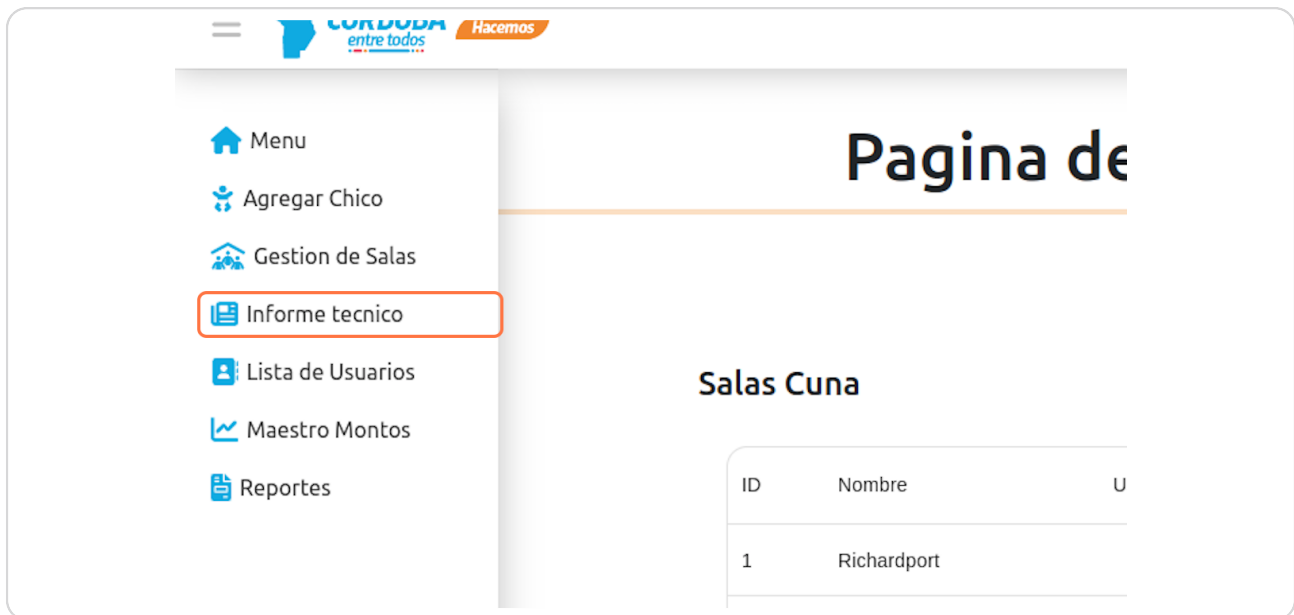 CORDOBA
entre todos
Hacemos
Menu
Agregar Chico
Gestion de Salas
Informe tecnico
Lista de Usuarios
Maestro Montos
Reportes
Pagina de
Salas Cuna
ID Nombre U
1 Richardport